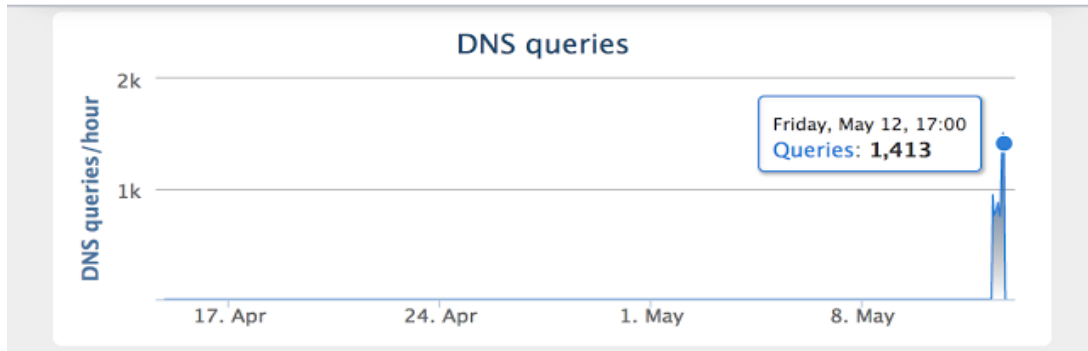 DNS queries
2k
Friday, May 12, 17:00
Queries: 1,413
DNS queries/hour
1k
17. Apr
24. Apr
1. May
8. May